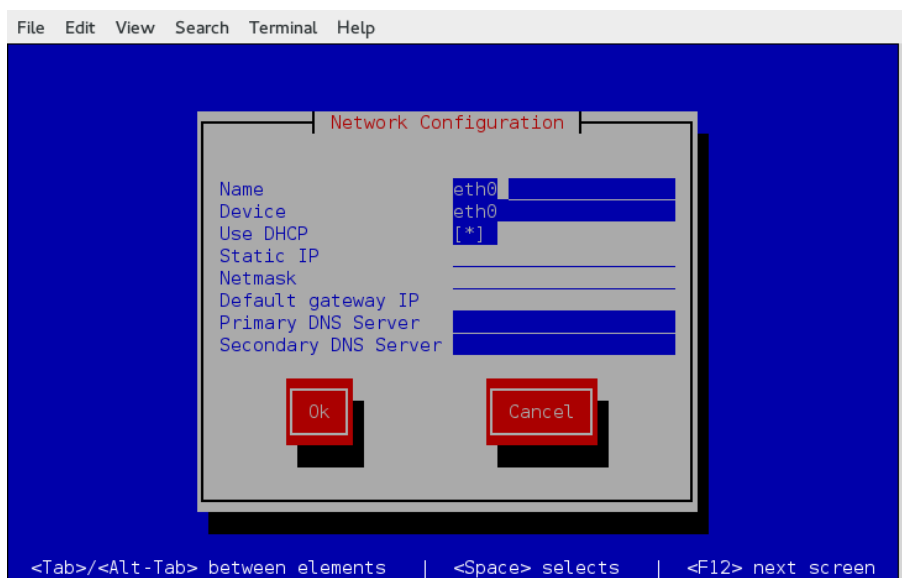 File Edit View Search Terminal Help
Network Configuration
Name eth0
Device eth0
Use DHCP [*]
Static IP
Netmask
Default gateway IP
Primary DNS Server
Secondary DNS Server
Ok Cancel
<Tab>/<Alt-Tab> between elements | <Space> selects | <F12> next screen